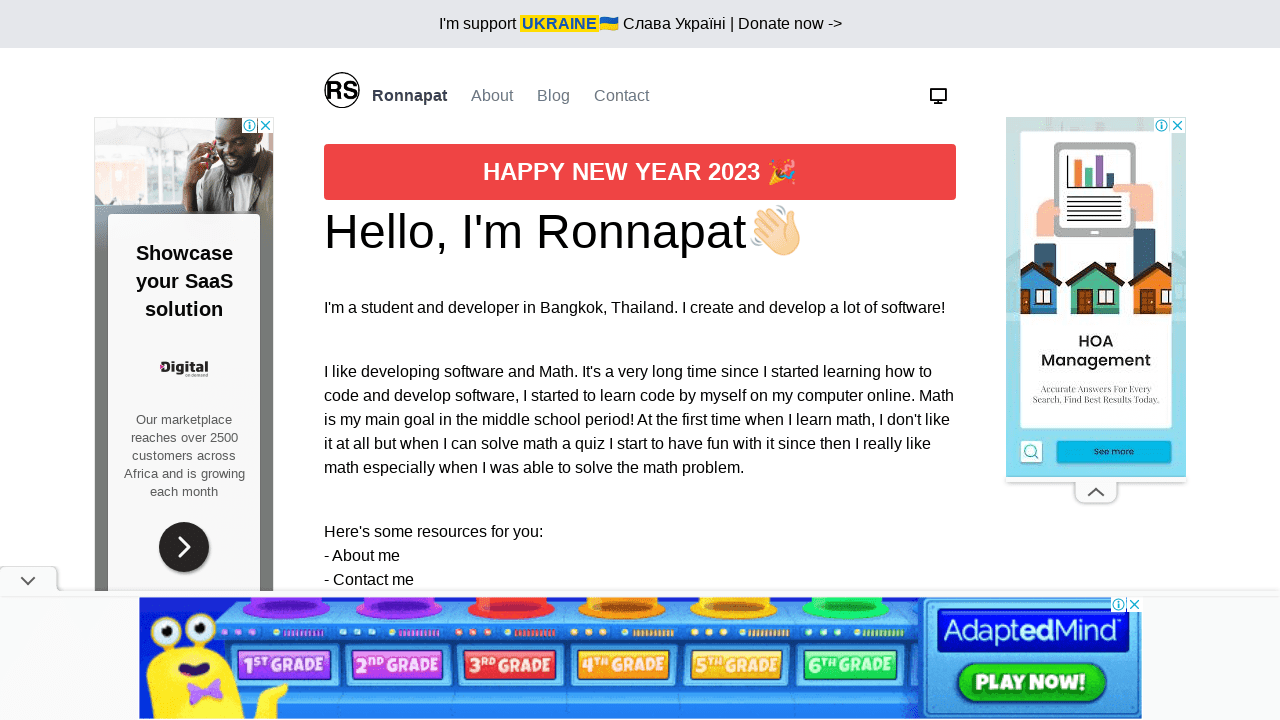 I'm support UKRAINE🇺🇦 Слава Україні | Donate now ->
RS
Ronnapat
About
Blog
Contact
HAPPY NEW YEAR 2023 🎉
Hello, I'm Ronnapat👋🏻
I'm a student and developer in Bangkok, Thailand. I create and develop a lot of software!
I like developing software and Math. It's a very long time since I started learning how to
code and develop software, I started to learn code by myself on my computer online. Math
is my main goal in the middle school period! At the first time when I learn math, I don't like
it at all but when I can solve math a quiz I start to have fun with it since then I really like
math especially when I was able to solve the math problem.
Here's some resources for you:
- About me
- Contact me
Showcase
your SaaS
solution
Digital
on demand
Our marketplace
reaches over 2500
customers across
Africa and is growing
each month
HOA
Management
Accurate Answers For Every
Search, Find Best Results Today.
See more
1ST GRADE
2ND GRADE
3RD GRADE
4TH GRADE
5TH GRADE
6TH GRADE
AdaptedMind
PLAY NOW!